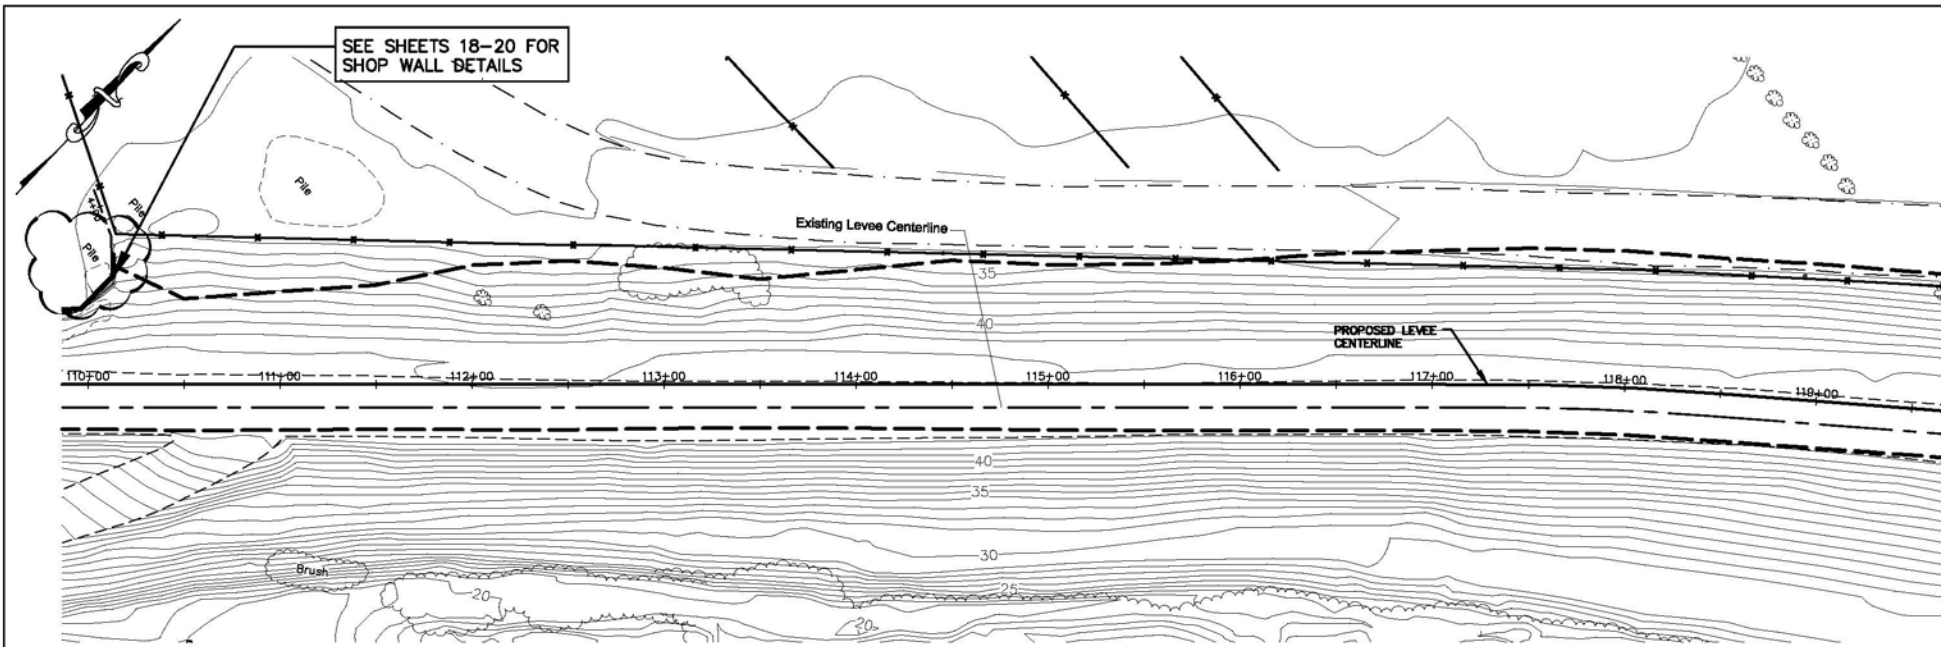 SEE SHEETS 18-20 FOR
SHOP WALL DETAILS
Pile
Pile
Pile
4+00
Existing Levee Centerline
35
40
PROPOSED LEVEE
CENTERLINE
110+00 111+00 112+00 113+00 114+00 115+00 116+00 117+00 118+00 119+00
40
35
30
Brush
25
20
20